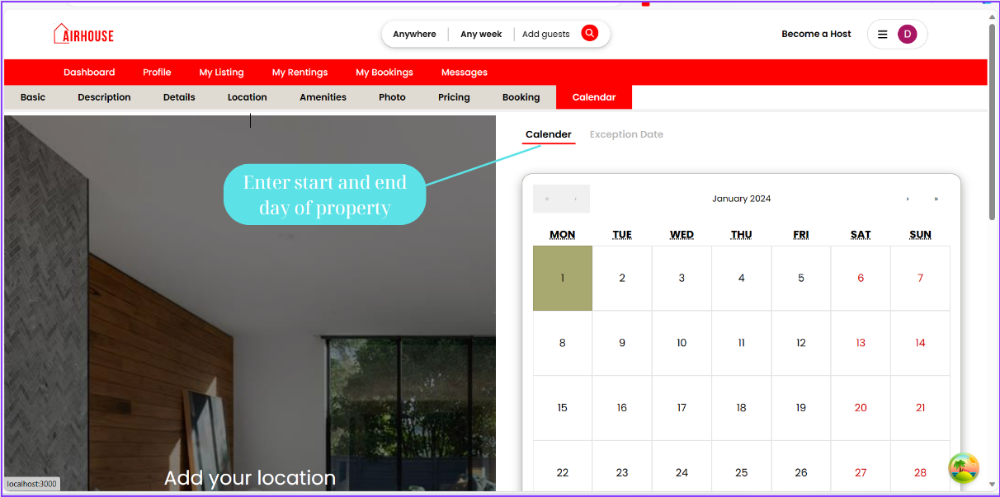 AIRHOUSE
Anywhere Any week Add guests
Become a Host D
Dashboard Profile My Listing My Rentings My Bookings Messages
Basic Description Details Location Amenities Photo Pricing Booking Calendar
Calender Exception Date
Enter start and end
day of property
« ‹ January 2024 › »
MON TUE WED THU FRI SAT SUN
1 2 3 4 5 6 7
8 9 10 11 12 13 14
15 16 17 18 19 20 21
22 23 24 25 26 27 28
Add your location
localhost:3000